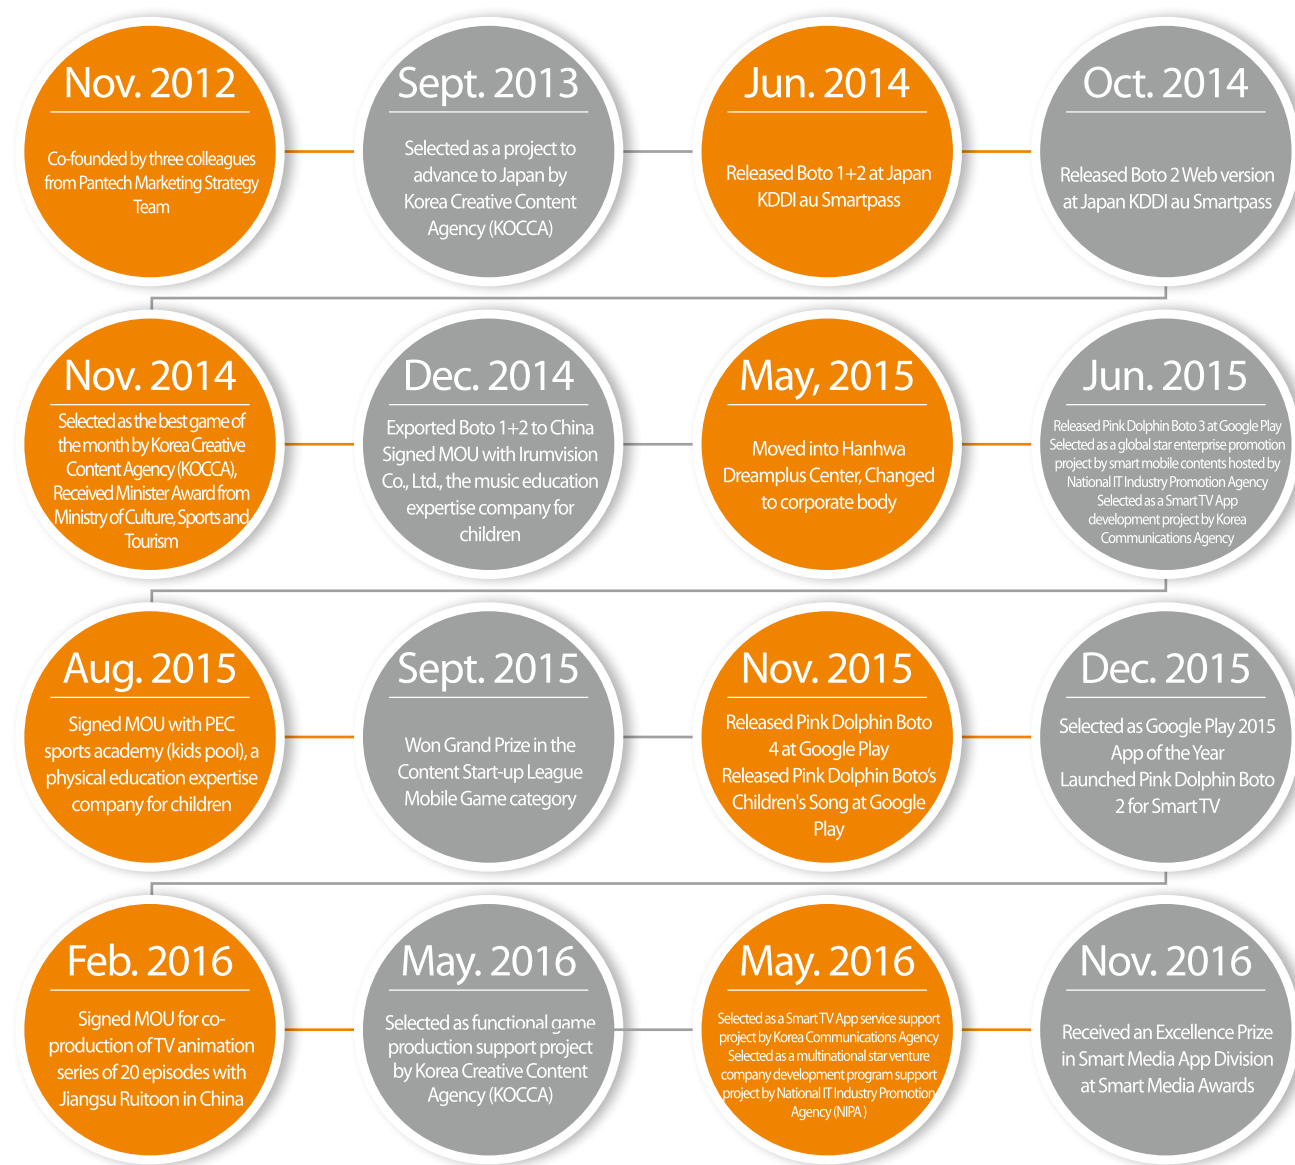 Nov. 2012
Co-founded by three colleagues
from Pantech Marketing Strategy
Team
Sept. 2013
Selected as a project to
advance to Japan by
Korea Creative Content
Agency (KOCCA)
Jun. 2014
Released Boto 1+2 at Japan
KDDI au Smartpass
Oct. 2014
Released Boto 2 Web version
at Japan KDDI au Smartpass
Nov. 2014
Selected as the best game of
the month by Korea Creative
Content Agency (KOCCA),
Received Minister Award from
Ministry of Culture, Sports and
Tourism
Dec. 2014
Exported Boto 1+2 to China
Signed MOU with Irumvision
Co., Ltd., the music education
expertise company for
children
May, 2015
Moved into Hanhwa
Dreamplus Center, Changed
to corporate body
Jun. 2015
Released Pink Dolphin Boto 3 at Google Play
Selected as a global star enterprise promotion
project by smart mobile contents hosted by
National IT Industry Promotion Agency
Selected as a Smart TV App
development project by Korea
Communications Agency
Aug. 2015
Signed MOU with PEC
sports academy (kids pool), a
physical education expertise
company for children
Sept. 2015
Won Grand Prize in the
Content Start-up League
Mobile Game category
Nov. 2015
Released Pink Dolphin Boto
4 at Google Play
Released Pink Dolphin Boto’s
Children's Song at Google
Play
Dec. 2015
Selected as Google Play 2015
App of the Year
Launched Pink Dolphin Boto
2 for Smart TV
Feb. 2016
Signed MOU for co-
production of TV animation
series of 20 episodes with
Jiangsu Ruitoon in China
May. 2016
Selected as functional game
production support project
by Korea Creative Content
Agency (KOCCA)
May. 2016
Selected as a Smart TV App service support
project by Korea Communications Agency
Selected as a multinational star venture
company development program support
project by National IT Industry Promotion
Agency (NIPA )
Nov. 2016
Received an Excellence Prize
in Smart Media App Division
at Smart Media Awards